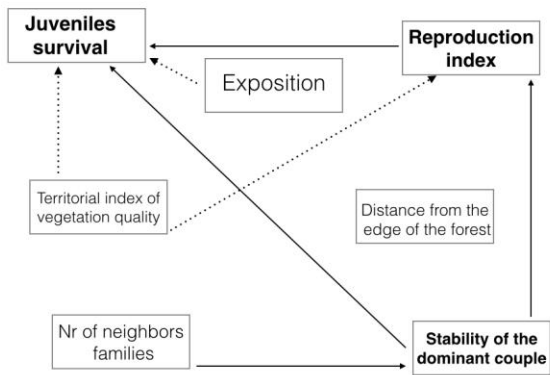 Juveniles
survival
Reproduction
index
Exposition
Territorial index of
vegetation quality
Distance from the
edge of the forest
Nr of neighbors
families
Stability of the
dominant couple